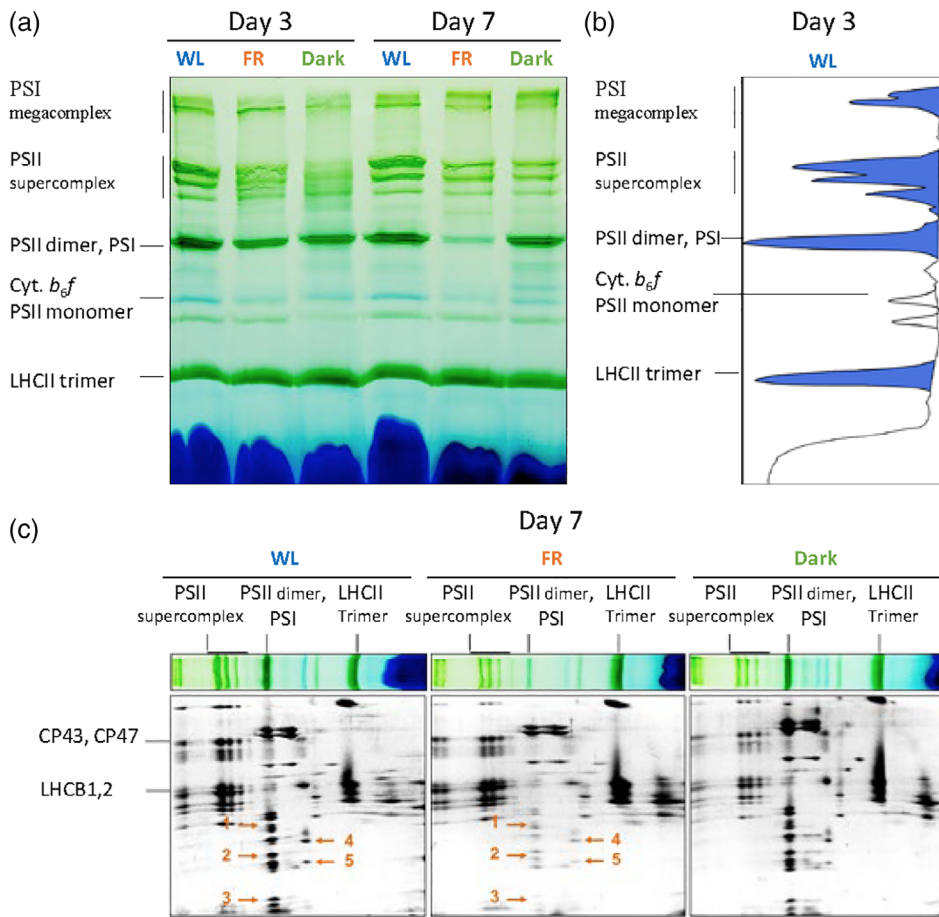 (a)
Day 3 Day 7
WL FR Dark WL FR Dark
PSI
megacomplex
PSII
supercomplex
PSII dimer, PSI
Cyt. b6f
PSII monomer
LHCII trimer
(b)
Day 3
WL
PSI
megacomplex
PSII
supercomplex
PSII dimer, PSI
Cyt. b6f
PSII monomer
LHCII trimer
(c)
Day 7
WL FR Dark
PSII PSII dimer, LHCII PSII PSII dimer, LHCII PSII PSII dimer, LHCII
supercomplex PSI Trimer supercomplex PSI Trimer supercomplex PSI Trimer
CP43, CP47
LHCB1,2
1 4 1 4
2 5 2 5
3 3